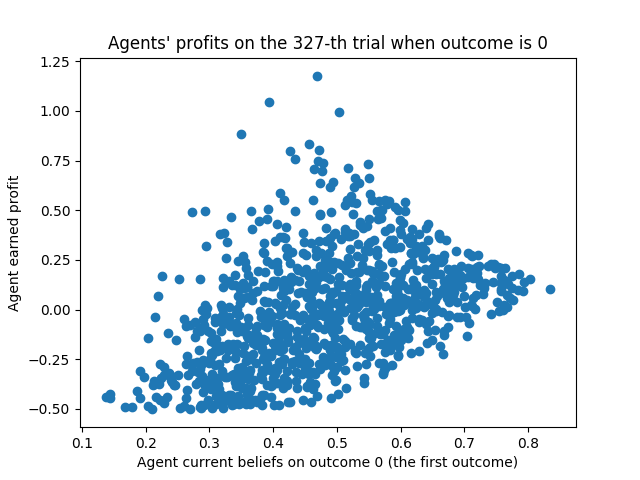 Agents' profits on the 327-th trial when outcome is 0
1.25
1.00
0.75
0.50
0.25
0.00
−0.25
−0.50
Agent earned profit
0.1 0.2 0.3 0.4 0.5 0.6 0.7 0.8
Agent current beliefs on outcome 0 (the first outcome)